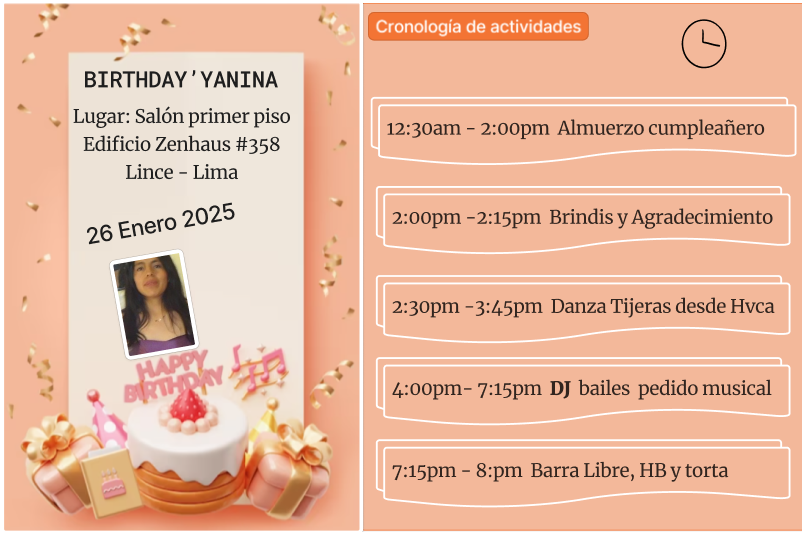 BIRTHDAY'YANINA
Lugar: Salón primer piso
Edificio Zenhaus #358
Lince - Lima
26 Enero 2025
HAPPY
BIRTHDAY
Cronología de actividades
12:30am - 2:00pm Almuerzo cumpleañero
2:00pm -2:15pm Brindis y Agradecimiento
2:30pm -3:45pm Danza Tijeras desde Hvca
4:00pm- 7:15pm DJ bailes pedido musical
7:15pm - 8:pm Barra Libre, HB y torta